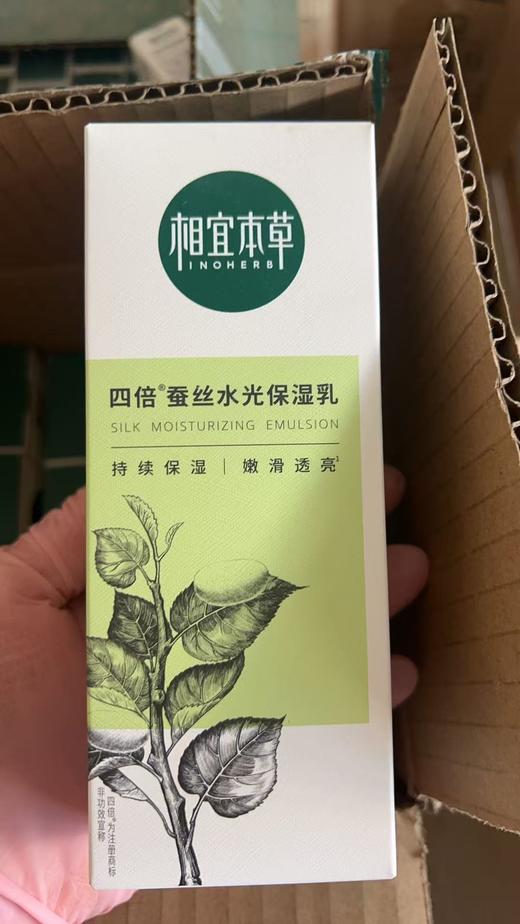 相宜本草
INOHERB
四倍®蚕丝水光保湿乳
SILK MOISTURIZING EMULSION
持续保湿｜嫩滑透亮¹
四倍®为注册商标
非功效宣称